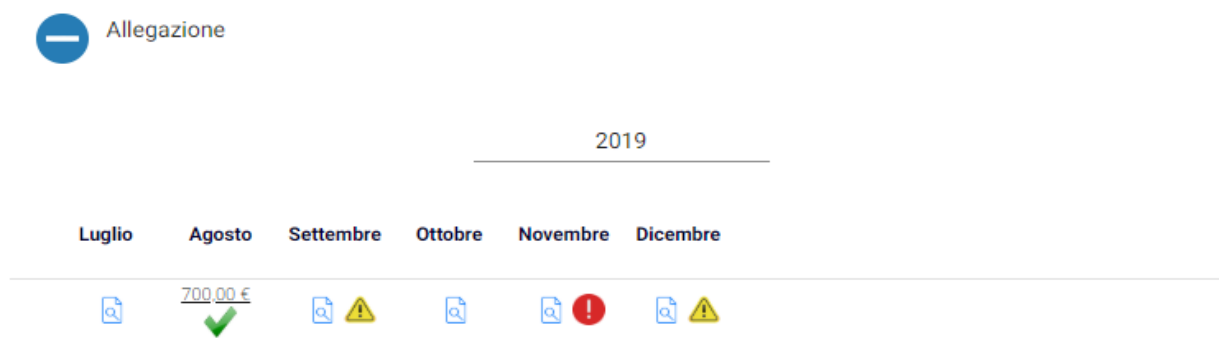 Allegazione
2019
Luglio Agosto Settembre Ottobre Novembre Dicembre
700,00 €